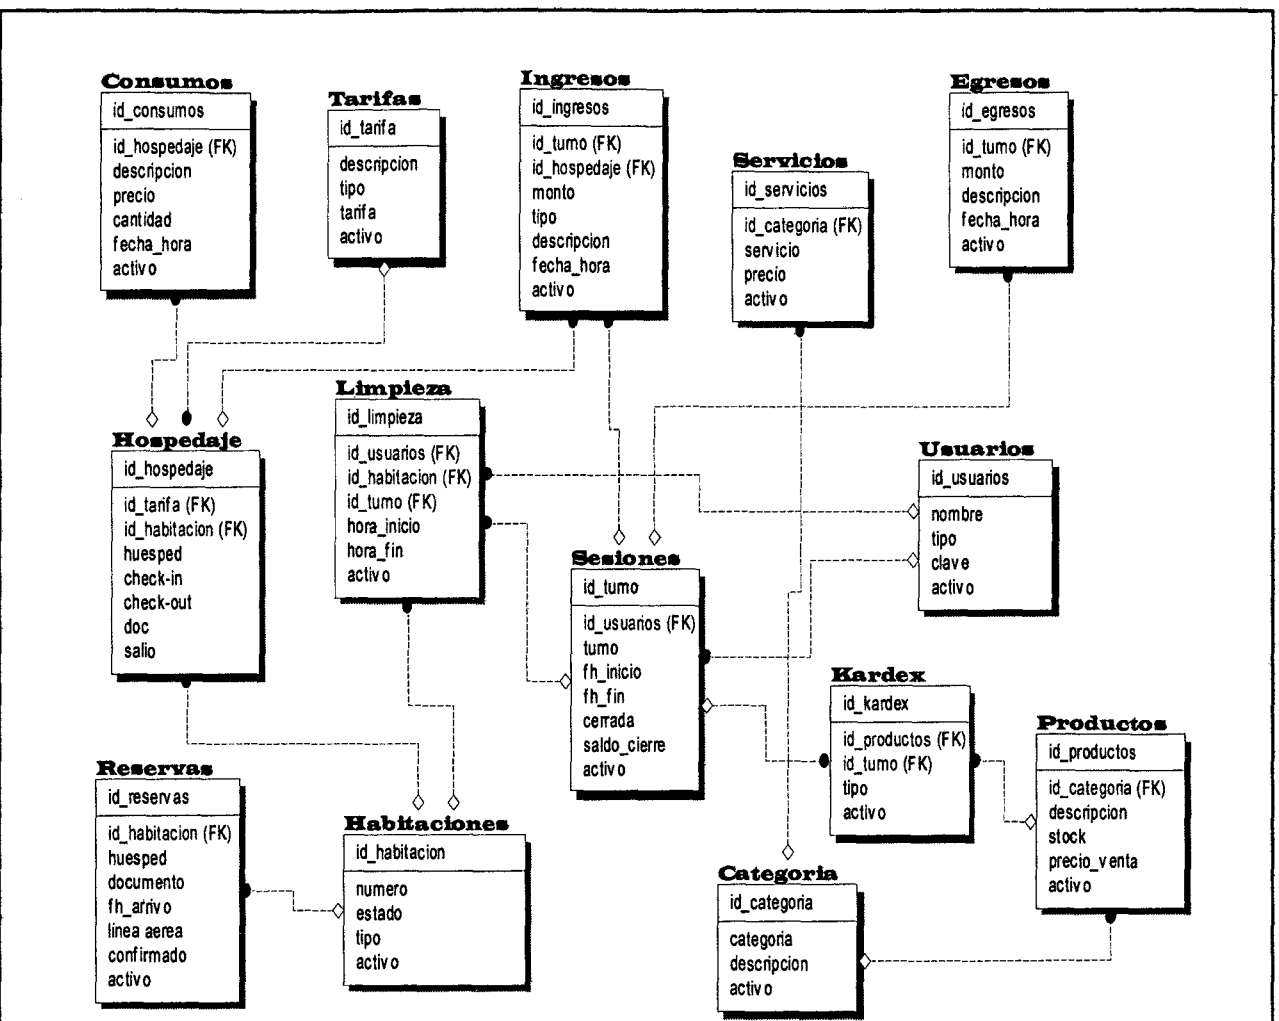 Consumos
id_consumos
id_hospedaje (FK)
descripcion
precio
cantidad
fecha_hora
activo
Tarifas
id_tarifa
descripcion
tipo
tarifa
activo
Ingresos
id_ingresos
id_turno (FK)
id_hospedaje (FK)
monto
tipo
descripcion
fecha_hora
activo
Servicios
id_servicios
id_categoria (FK)
servicio
precio
activo
Egresos
id_egresos
id_turno (FK)
monto
descripcion
fecha_hora
activo
Hospedaje
id_hospedaje
id_tarifa (FK)
id_habitacion (FK)
huesped
check-in
check-out
doc
salio
Limpieza
id_limpieza
id_usuarios (FK)
id_habitacion (FK)
id_turno (FK)
hora_inicio
hora_fin
activo
Sesiones
id_turno
id_usuarios (FK)
turno
fh_inicio
fh_fin
cerrada
saldo_cierre
activo
Usuarios
id_usuarios
nombre
tipo
clave
activo
Kardex
id_kardex
id_productos (FK)
id_turno (FK)
tipo
activo
Productos
id_productos
id_categoria (FK)
descripcion
stock
precio_venta
activo
Reservas
id_reservas
id_habitacion (FK)
huesped
documento
fh_arrivo
linea aerea
confirmado
activo
Habitaciones
id_habitacion
numero
estado
tipo
activo
Categoria
id_categoria
categoria
descripcion
activo